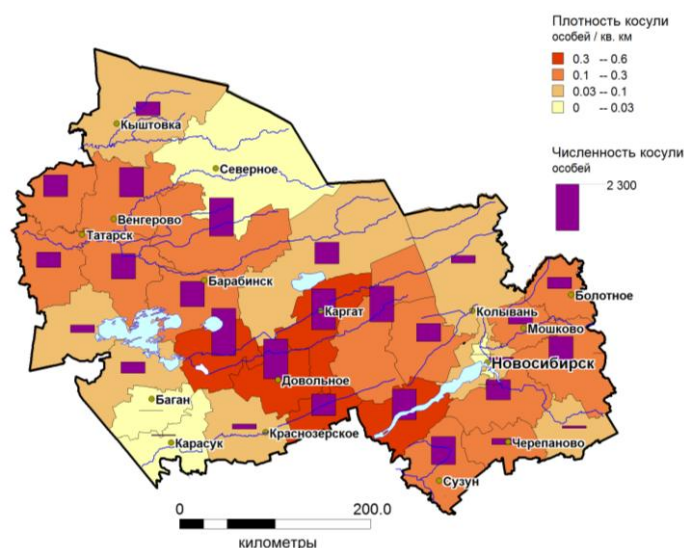 Плотность косули
особей / кв. км
0.3 -- 0.6
0.1 -- 0.3
0.03 -- 0.1
0 -- 0.03
Численность косули
особей
2 300
Кыштовка
Северное
Венгерово
Татарск
Барабинск
Каргат
Колывань
Болотное
Мошково
Новосибирск
Довольное
Баган
Краснозерское
Карасук
Черепаново
Сузун
0 200.0
километры